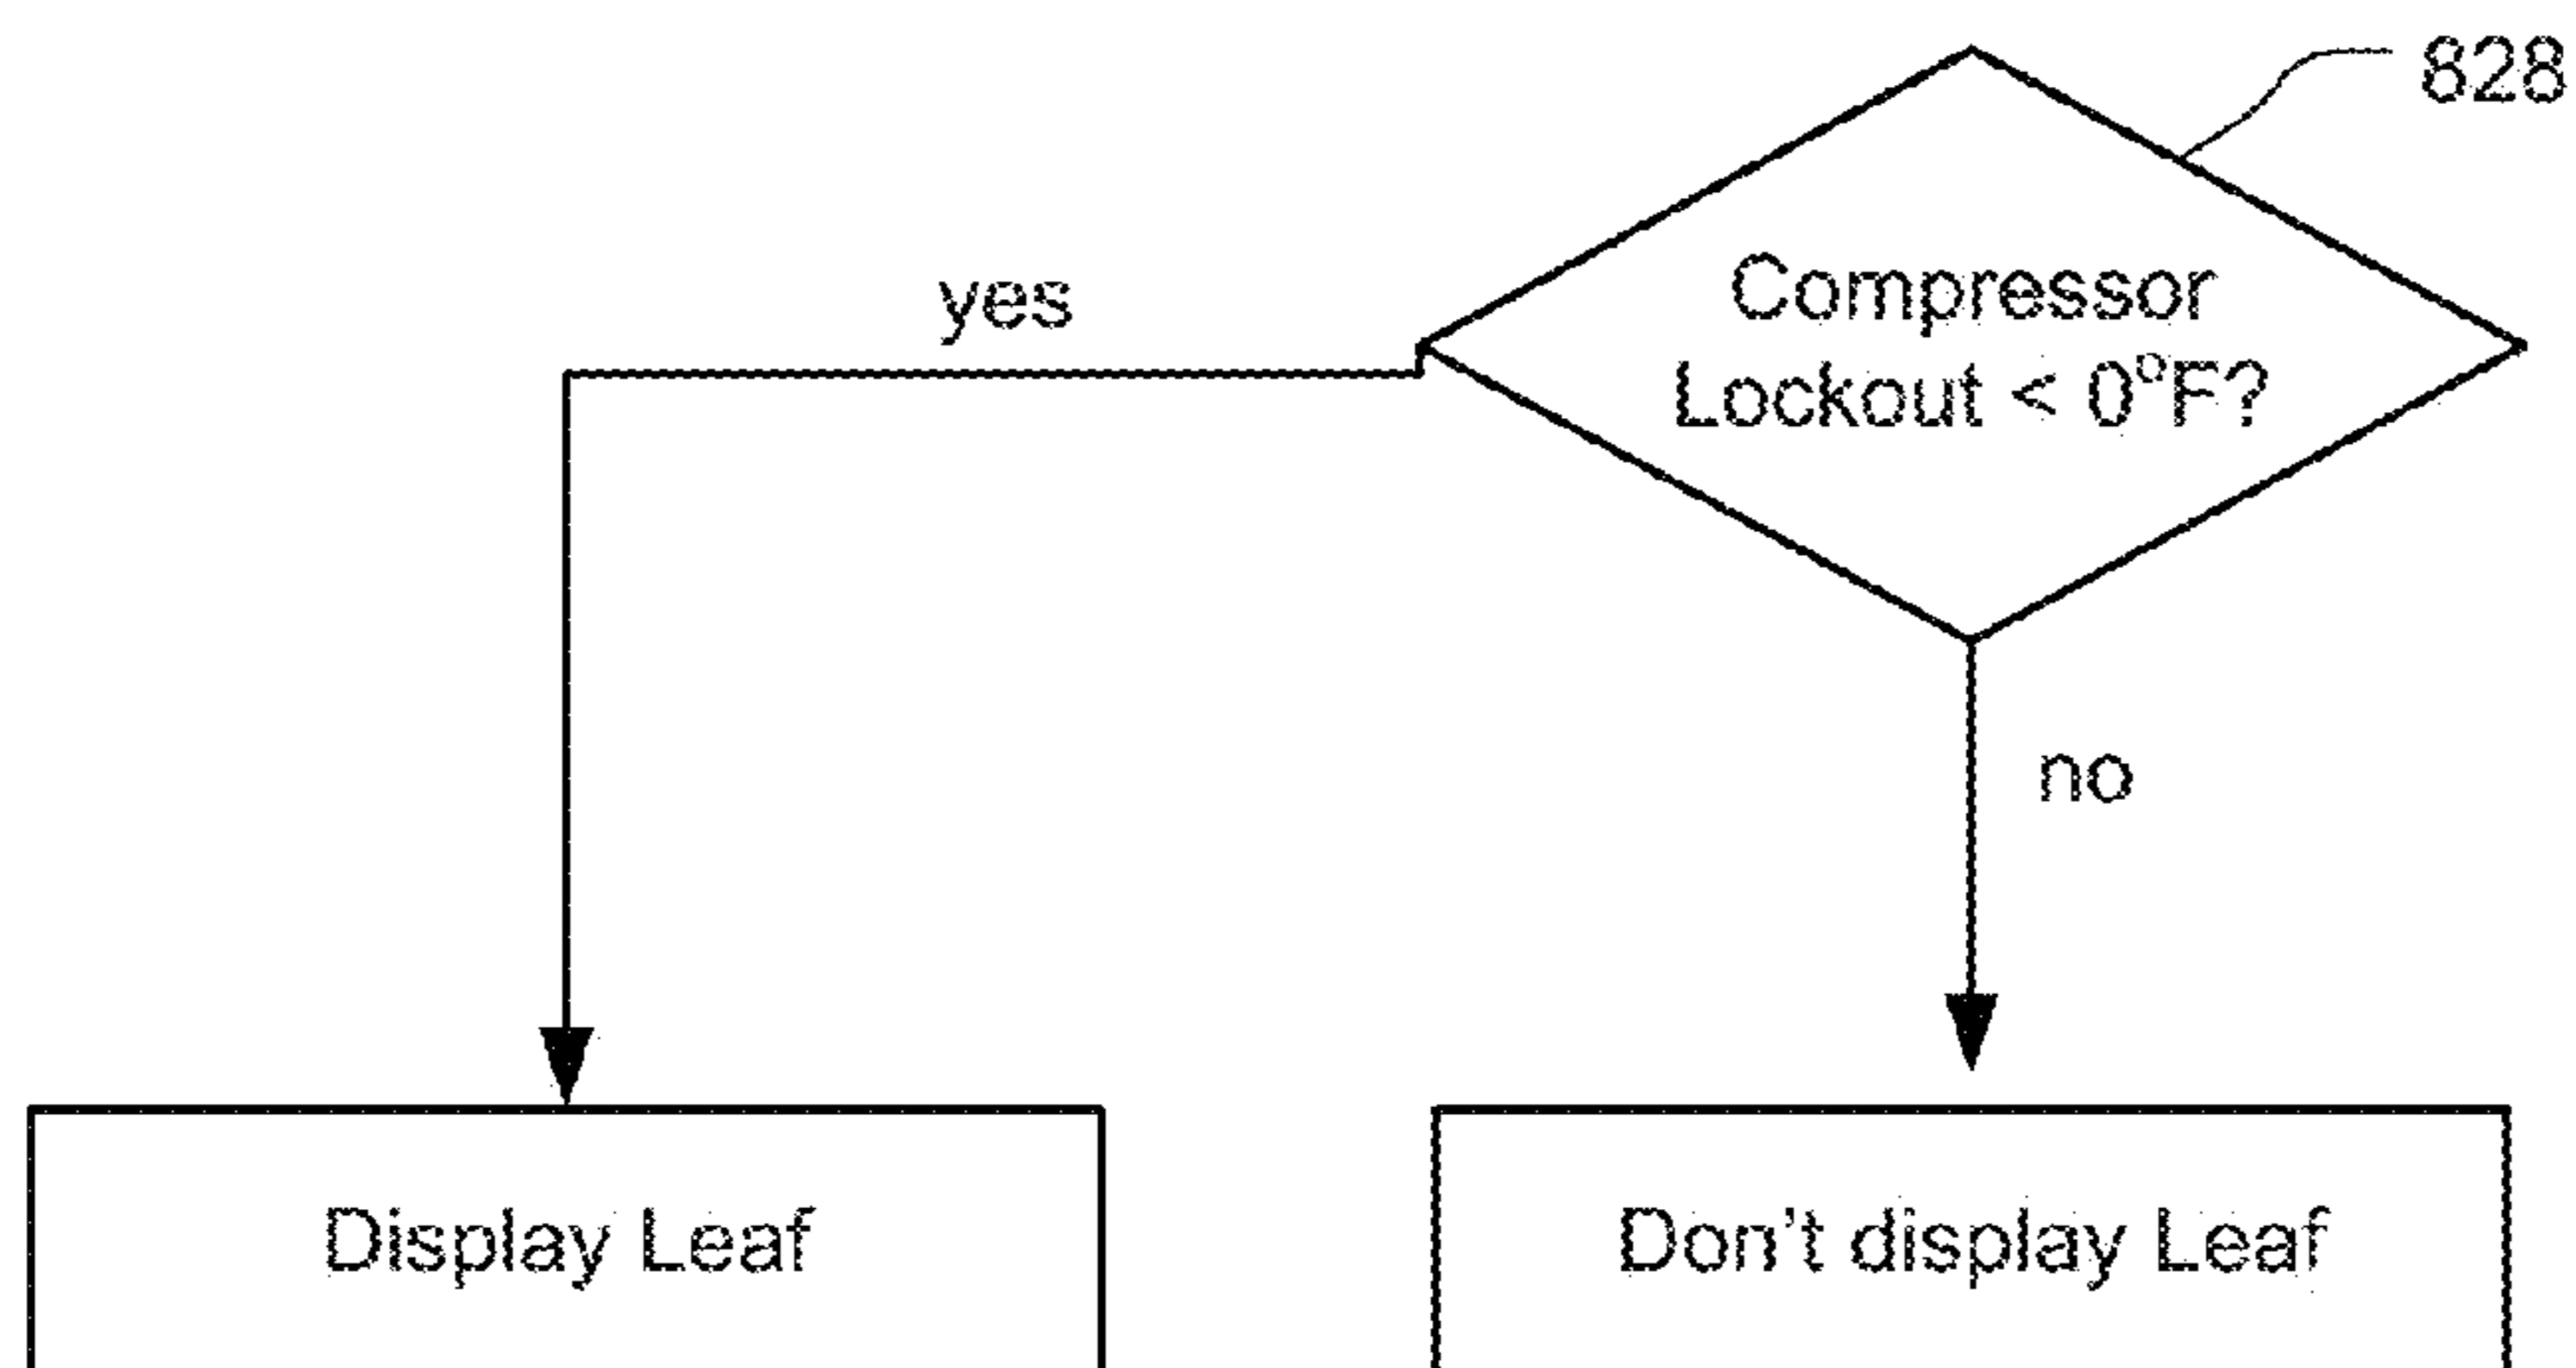 828
yes
Compressor
Lockout < 0°F?
no
Display Leaf
Don't display Leaf